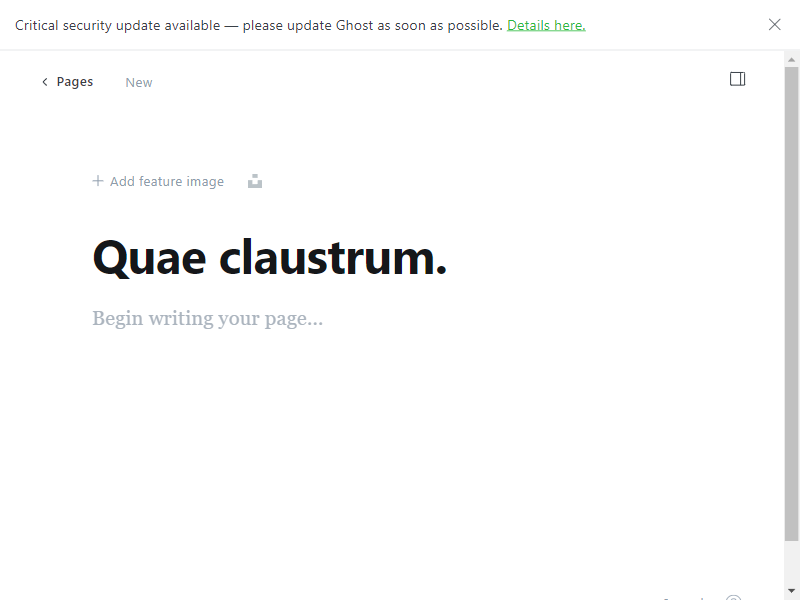 Critical security update available — please update Ghost as soon as possible. Details here.
Pages
New
Add feature image
Quae claustrum.
Begin writing your page...